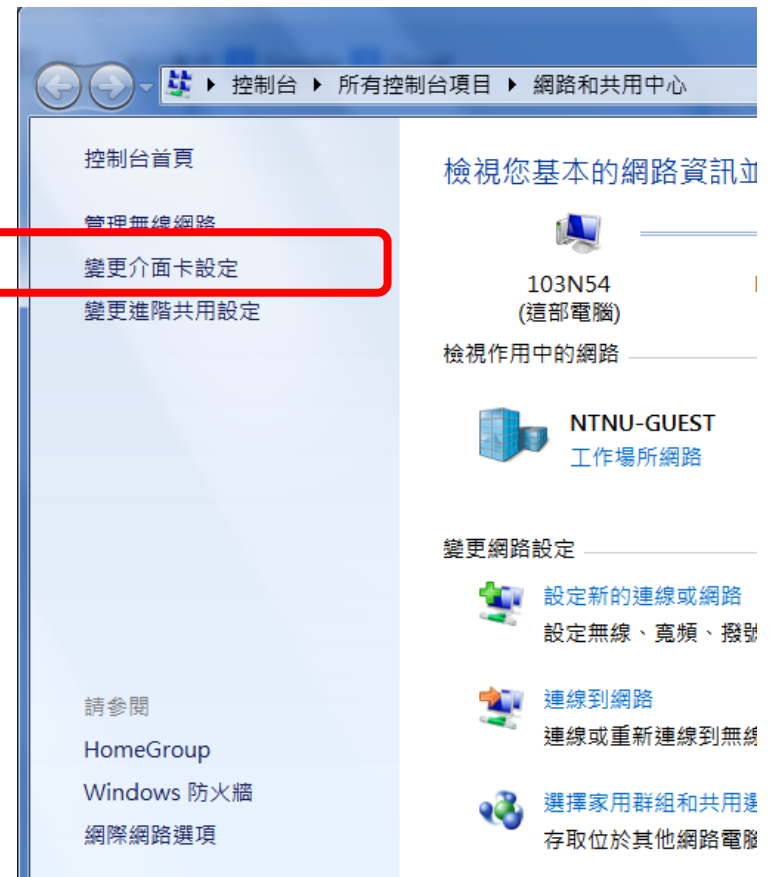 控制台 ▶ 所有控制台項目 ▶ 網路和共用中心
控制台首頁
管理無線網路
變更介面卡設定
變更進階共用設定
檢視您基本的網路資訊並
103N54
(這部電腦)
檢視作用中的網路
NTNU-GUEST
工作場所網路
變更網路設定
設定新的連線或網路
設定無線、寬頻、撥號
連線到網路
連線或重新連線到無線
選擇家用群組和共用選
存取位於其他網路電腦
請參閱
HomeGroup
Windows 防火牆
網際網路選項